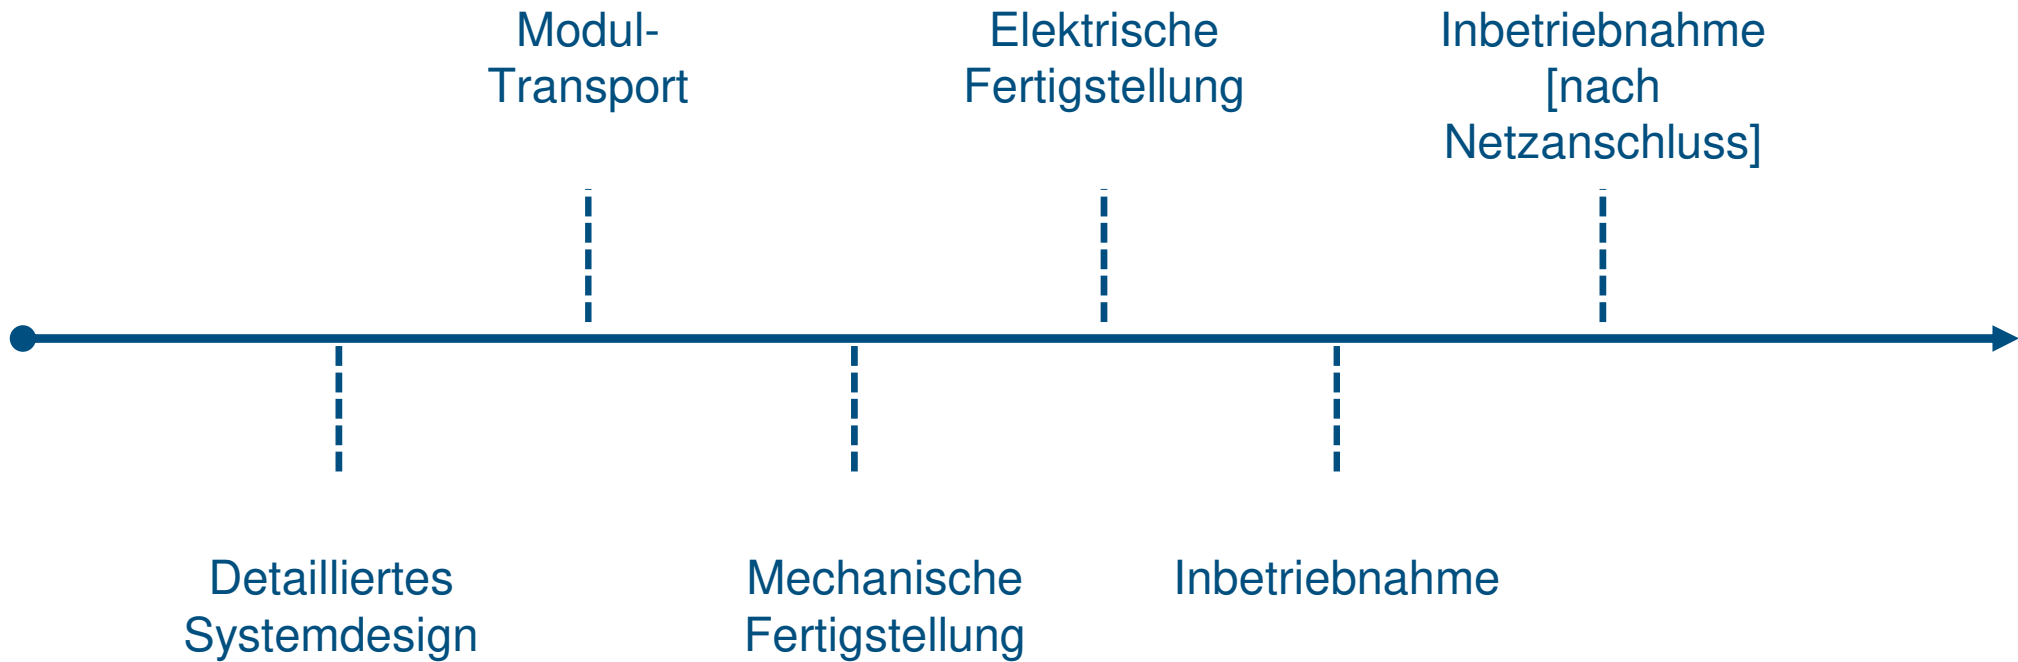 Modul-
Transport
Elektrische
Fertigstellung
Inbetriebnahme
[nach
Netzanschluss]
Detailliertes
Systemdesign
Mechanische
Fertigstellung
Inbetriebnahme